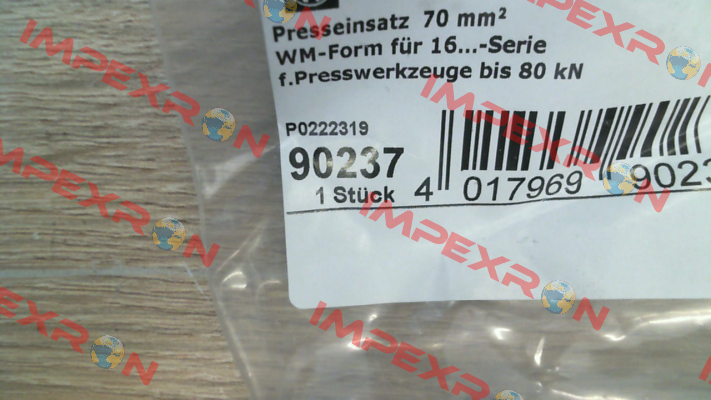 Presseinsatz 70 mm²
WM-Form für 16...-Serie
f.Presswerkzeuge bis 80 kN
P0222319
90237
1 Stück
4 017969 9023
IMPEXRON